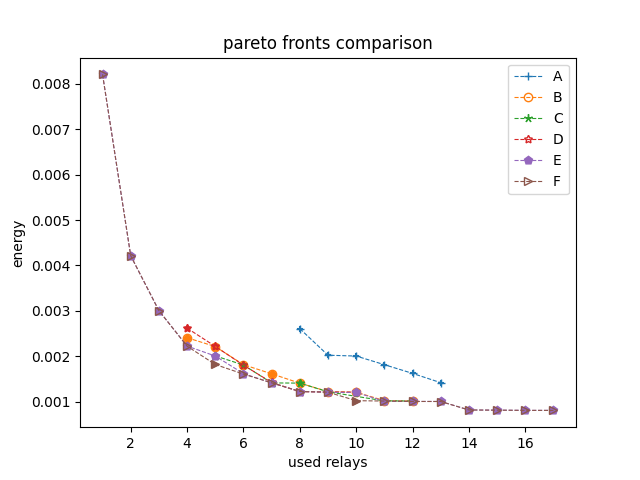 pareto fronts comparison
0.008
0.007
0.006
0.005
0.004
0.003
0.002
0.001
energy
2 4 6 8 10 12 14 16
used relays
A
B
C
D
E
F